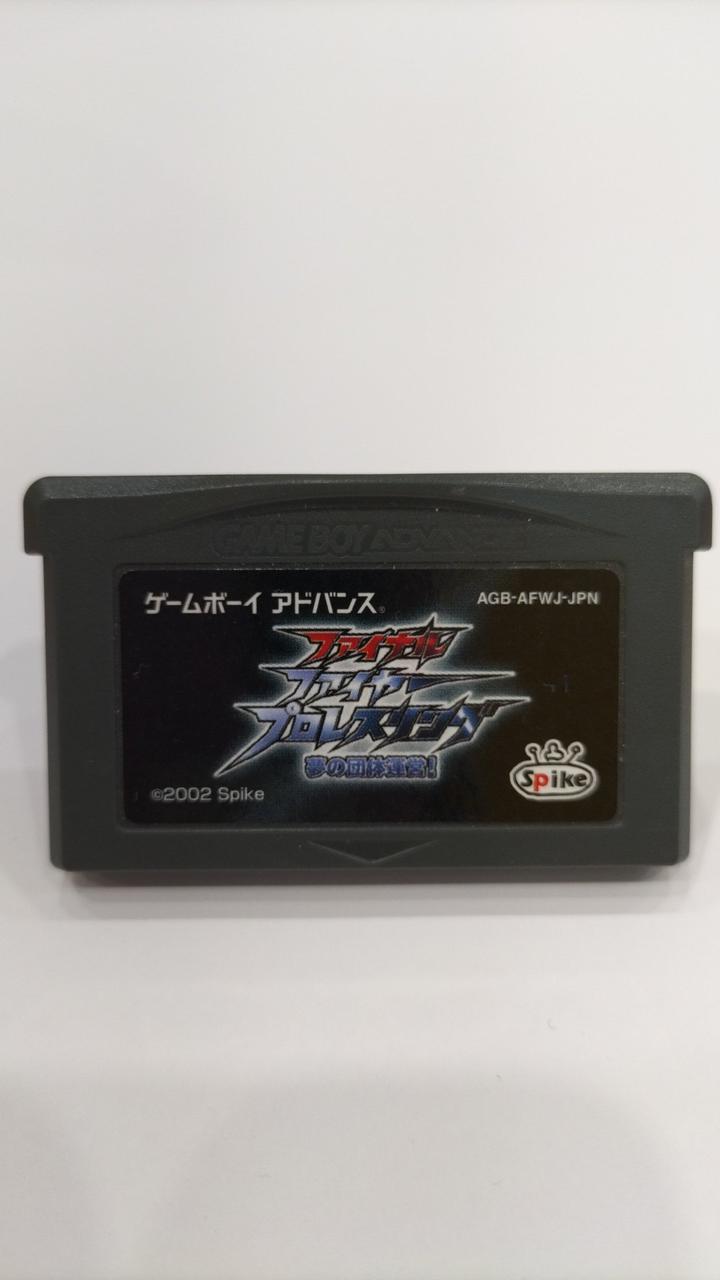 GAME BOY ADVANCE
ゲームボーイ アドバンス®
AGB-AFWJ-JPN
ファイナル
ファイヤー
プロレスリング
夢の団体運営!
©2002 Spike
Spike